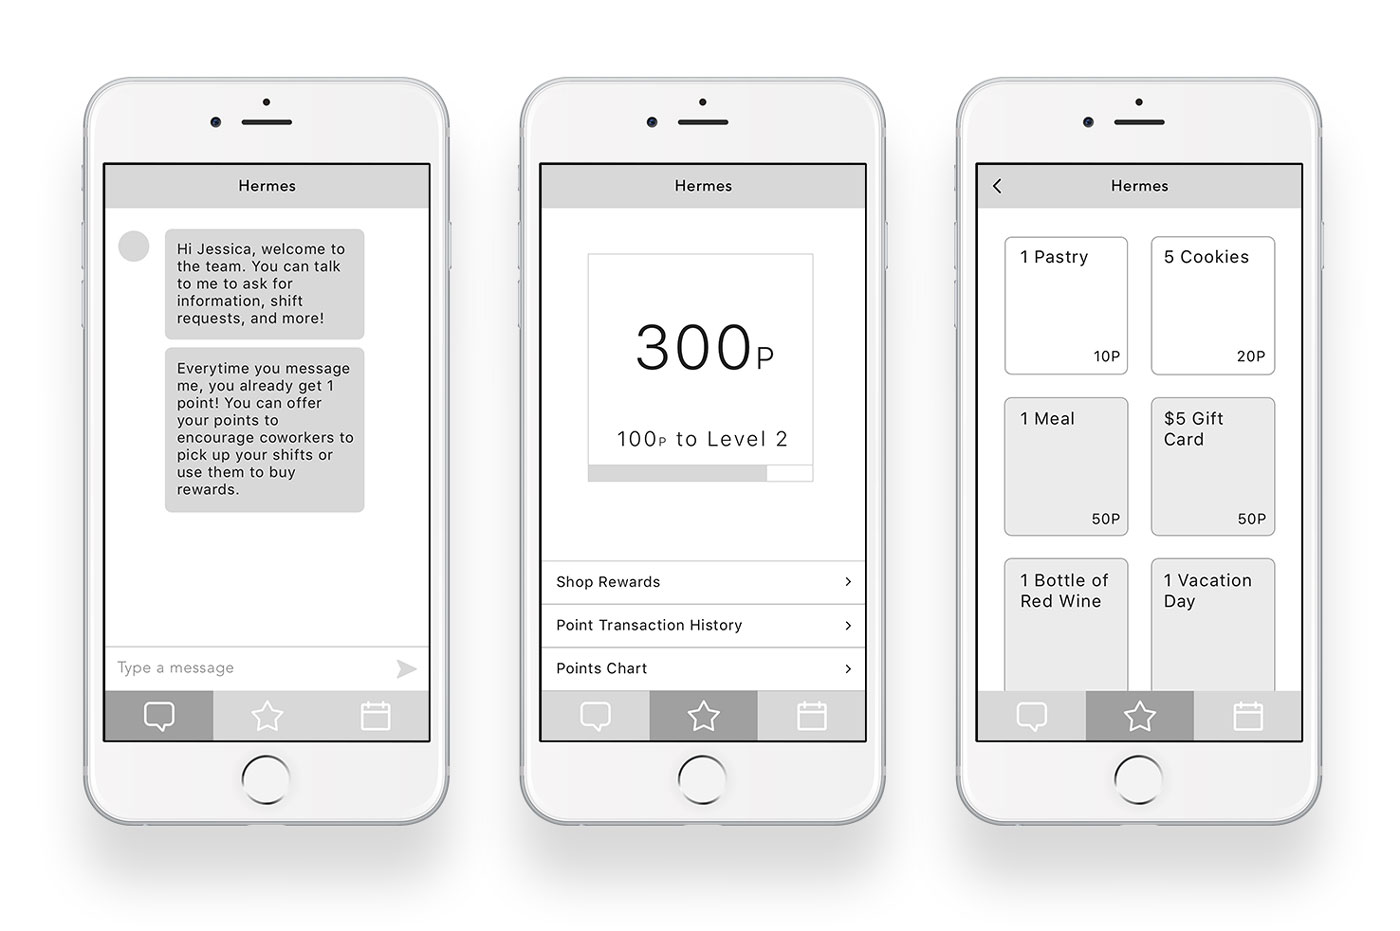 Hermes
Hi Jessica, welcome to
the team. You can talk
to me to ask for
information, shift
requests, and more!
Everytime you message
me, you already get 1
point! You can offer
your points to
encourage coworkers to
pick up your shifts or
use them to buy
rewards.
Type a message
Hermes
300P
100P to Level 2
Shop Rewards
Point Transaction History
Points Chart
Hermes
1 Pastry
10P
5 Cookies
20P
1 Meal
50P
$5 Gift
Card
50P
1 Bottle of
Red Wine
1 Vacation
Day